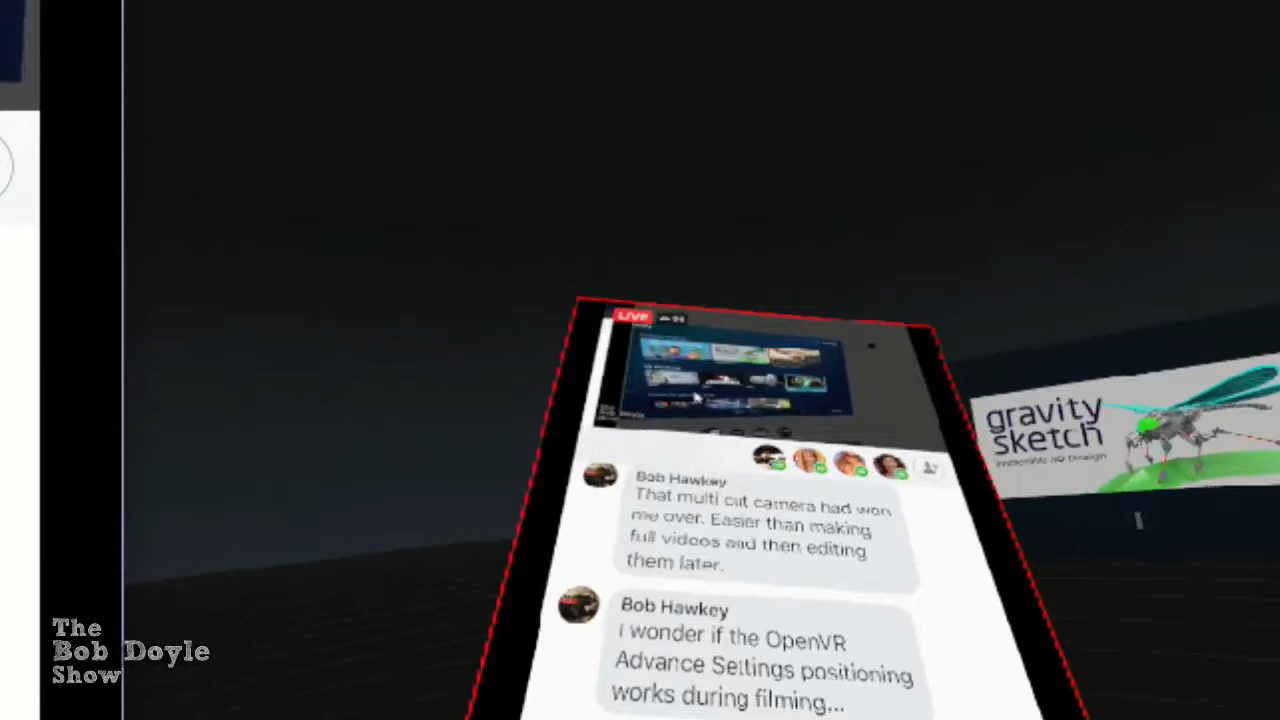 LIVE
gravity
sketch
Bob Hawkey
That multi cut camera had won
me over. Easier than making
full videos and then editing
them later.
Bob Hawkey
I wonder if the OpenVR
Advance Settings positioning
works during filming...
The
Bob Doyle
Show